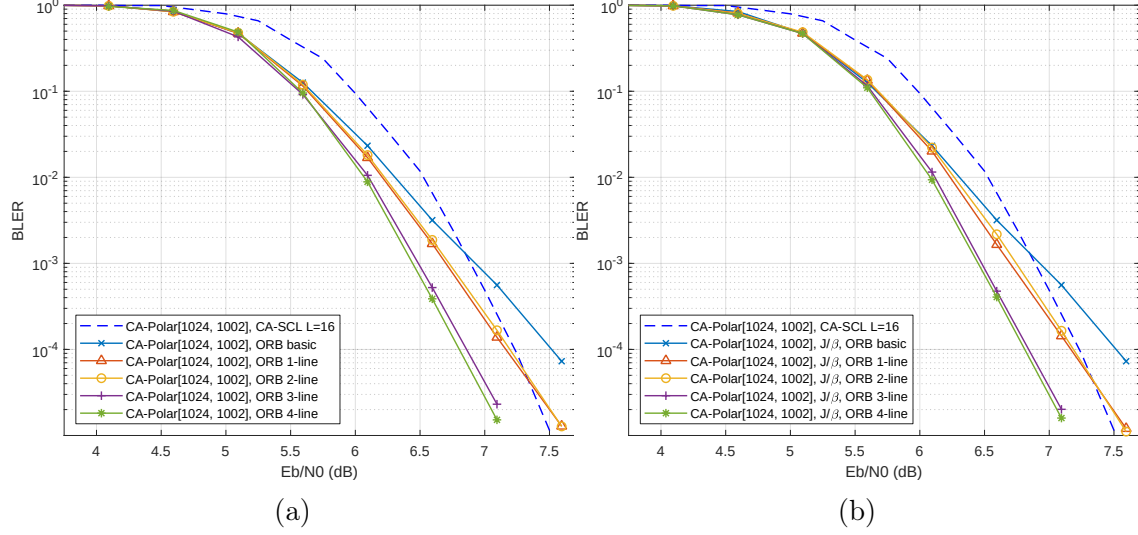 10^0
10^-1
10^-2
10^-3
10^-4
BLER
CA-Polar[1024, 1002], CA-SCL L=16
CA-Polar[1024, 1002], ORB basic
CA-Polar[1024, 1002], ORB 1-line
CA-Polar[1024, 1002], ORB 2-line
CA-Polar[1024, 1002], ORB 3-line
CA-Polar[1024, 1002], ORB 4-line
4 4.5 5 5.5 6 6.5 7 7.5
Eb/N0 (dB)
(a)
10^0
10^-1
10^-2
10^-3
10^-4
BLER
CA-Polar[1024, 1002], CA-SCL L=16
CA-Polar[1024, 1002], ORB basic
CA-Polar[1024, 1002], J/β, ORB 1-line
CA-Polar[1024, 1002], J/β, ORB 2-line
CA-Polar[1024, 1002], J/β, ORB 3-line
CA-Polar[1024, 1002], J/β, ORB 4-line
4 4.5 5 5.5 6 6.5 7 7.5
Eb/N0 (dB)
(b)